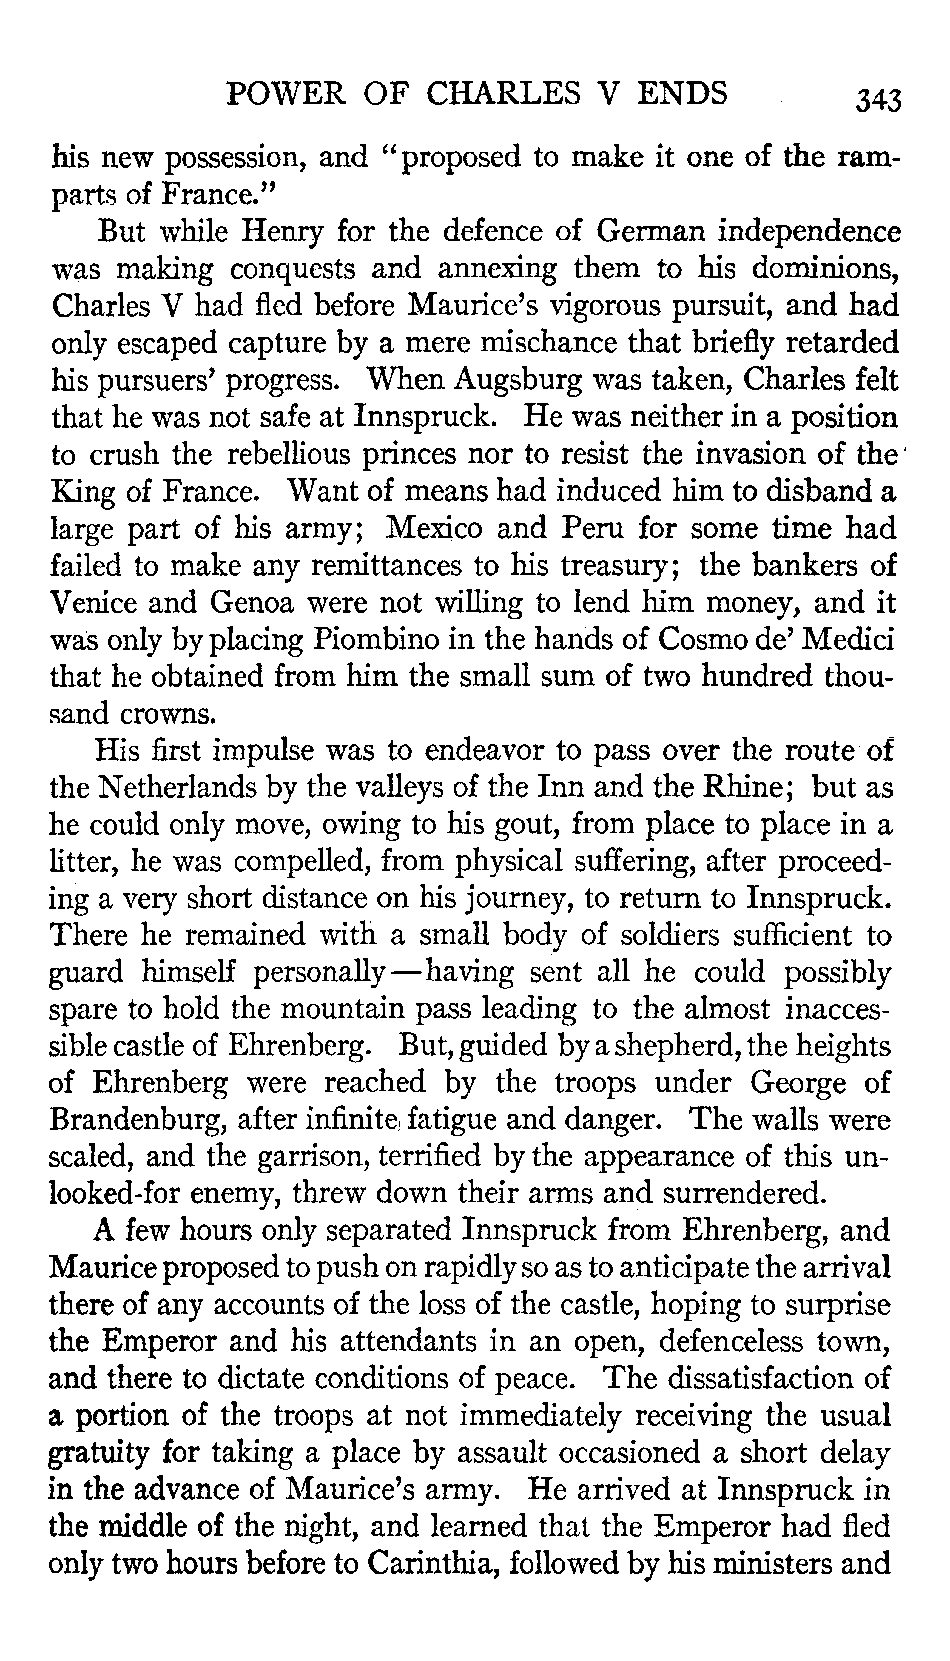 POWER OF CHARLES V ENDS 343
his new possession, and "proposed to make it one of the ram-
parts of France."
But while Henry for the defence of German independence
was making conquests and annexing them to his dominions,
Charles V had fled before Maurice's vigorous pursuit, and had
only escaped capture by a mere mischance that briefly retarded
his pursuers' progress. When Augsburg was taken, Charles felt
that he was not safe at Innspruck. He was neither in a position
to crush the rebellious princes nor to resist the invasion of the
King of France. Want of means had induced him to disband a
large part of his army; Mexico and Peru for some time had
failed to make any remittances to his treasury; the bankers of
Venice and Genoa were not willing to lend him money, and it
was only by placing Piombino in the hands of Cosmo de' Medici
that he obtained from him the small sum of two hundred thou-
sand crowns.
His first impulse was to endeavor to pass over the route of
the Netherlands by the valleys of the Inn and the Rhine; but as
he could only move, owing to his gout, from place to place in a
litter, he was compelled, from physical suffering, after proceed-
ing a very short distance on his journey, to return to Innspruck.
There he remained with a small body of soldiers sufficient to
guard himself personally—having sent all he could possibly
spare to hold the mountain pass leading to the almost inacces-
sible castle of Ehrenberg. But, guided by a shepherd, the heights
of Ehrenberg were reached by the troops under George of
Brandenburg, after infinite fatigue and danger. The walls were
scaled, and the garrison, terrified by the appearance of this un-
looked-for enemy, threw down their arms and surrendered.
A few hours only separated Innspruck from Ehrenberg, and
Maurice proposed to push on rapidly so as to anticipate the arrival
there of any accounts of the loss of the castle, hoping to surprise
the Emperor and his attendants in an open, defenceless town,
and there to dictate conditions of peace. The dissatisfaction of
a portion of the troops at not immediately receiving the usual
gratuity for taking a place by assault occasioned a short delay
in the advance of Maurice's army. He arrived at Innspruck in
the middle of the night, and learned that the Emperor had fled
only two hours before to Carinthia, followed by his ministers and